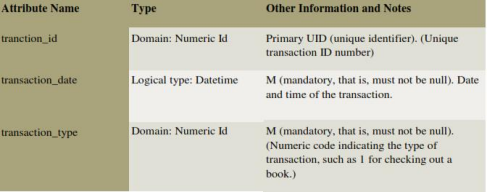 Attribute Name Type Other Information and Notes
tranction_id Domain: Numeric Id Primary UID (unique identifier). (Unique
transaction ID number)
transaction_date Logical type: Datetime M (mandatory, that is, must not be null). Date
and time of the transaction.
transaction_type Domain: Numeric Id M (mandatory, that is, must not be null).
(Numeric code indicating the type of
transaction, such as 1 for checking out a
book.)